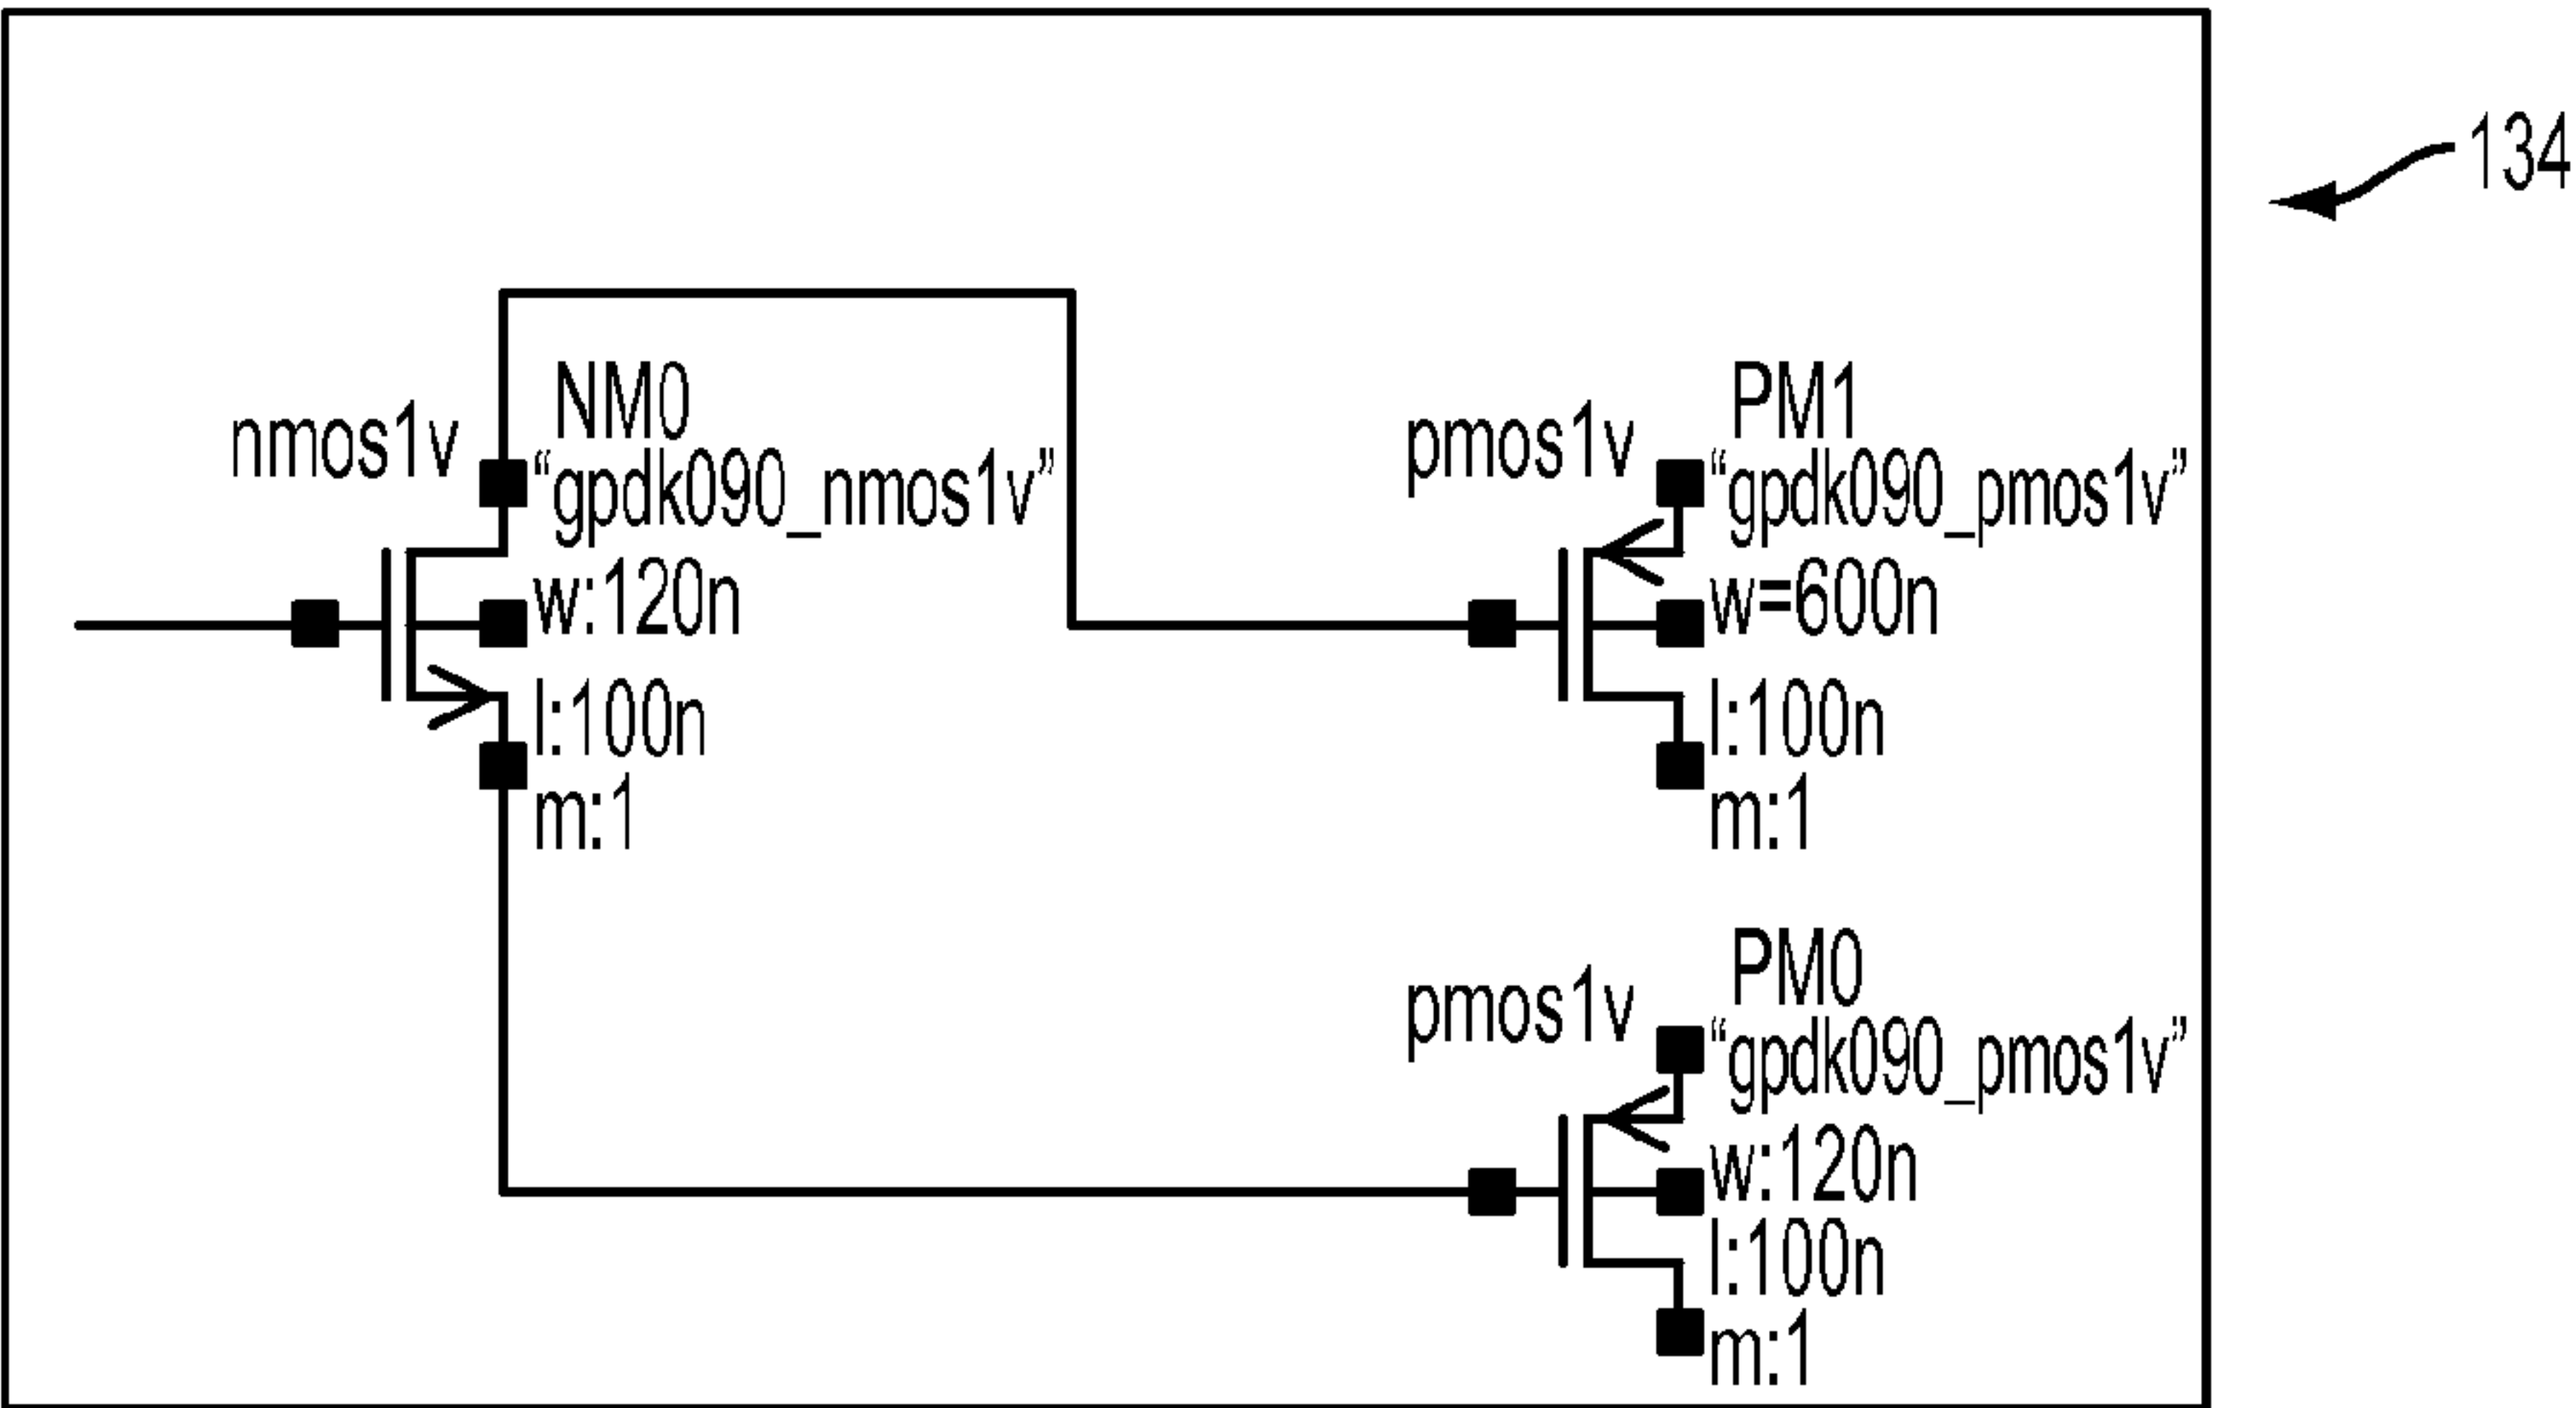 134
nmos1v
NM0
“gpdk090_nmos1v”
w:120n
l:100n
m:1
pmos1v
PM1
“gpdk090_pmos1v”
w=600n
l:100n
m:1
pmos1v
PM0
“gpdk090_pmos1v”
w:120n
l:100n
m:1